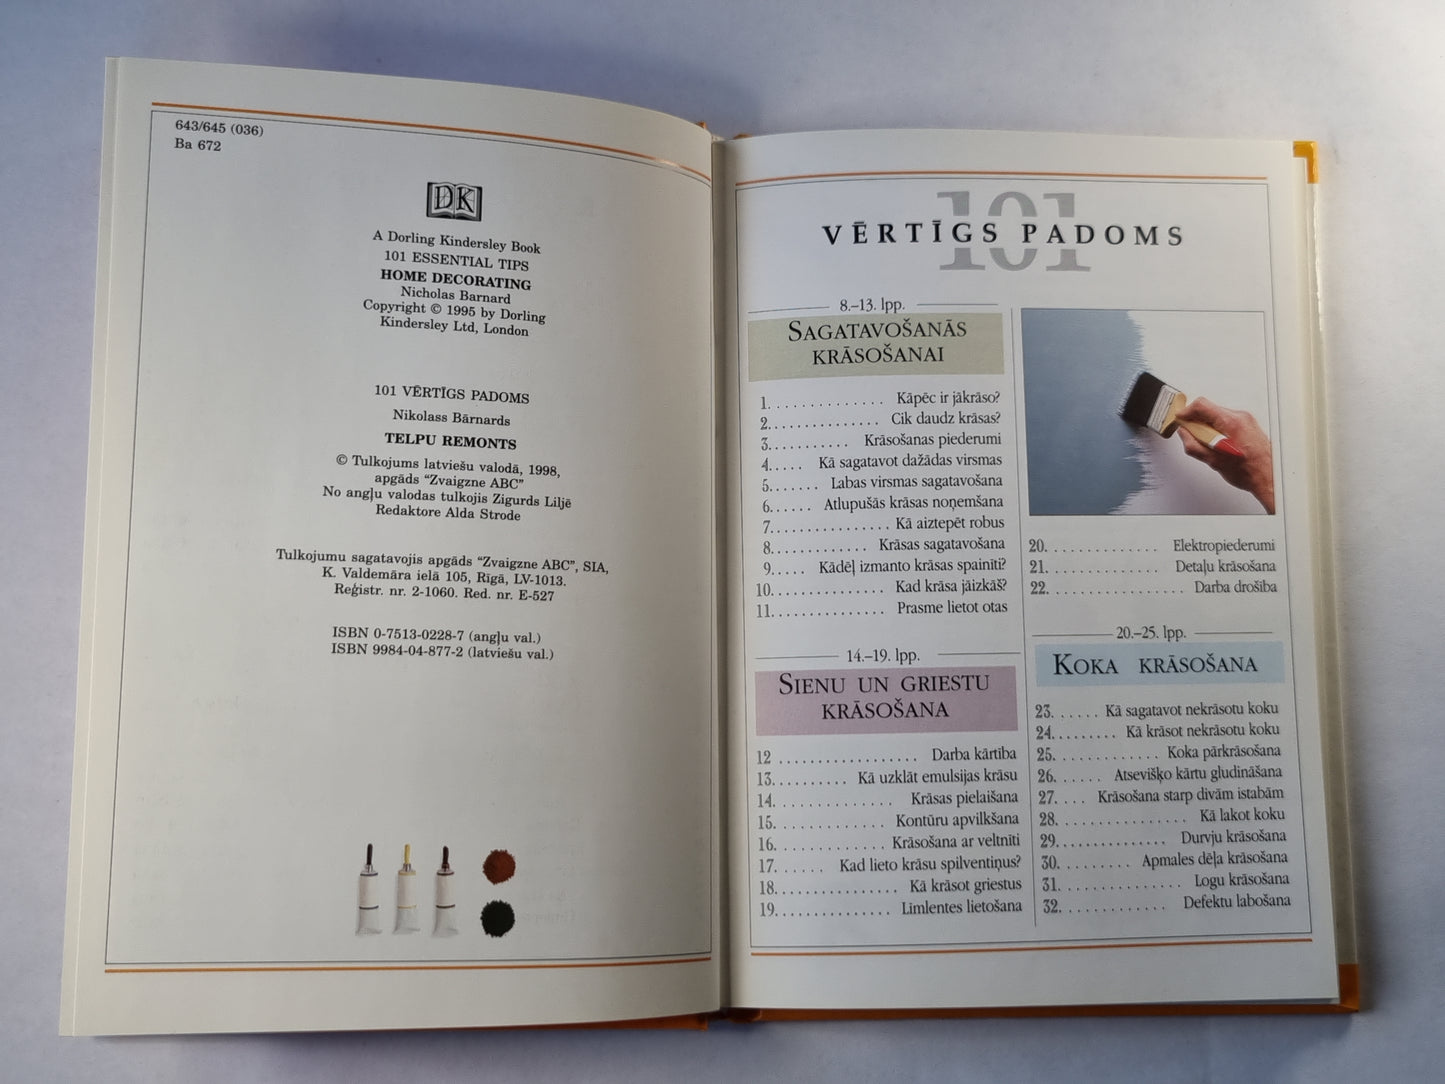 643/645 (036)
Ba 672
DK
A Dorling Kindersley Book
101 ESSENTIAL TIPS
HOME DECORATING
Nicholas Barnard
Copyright © 1995 by Dorling
Kindersley Ltd, London
101 VĒRTĪGS PADOMS
Nikolass Bārnards
TELPU REMONTS
© Tulkojums latviešu valodā, 1998,
apgāds “Zvaigzne ABC”
No angļu valodas tulkojis Zigurds Liljē
Redaktore Alda Strode
Tulkojumu sagatavojis apgāds “Zvaigzne ABC”, SIA,
K. Valdemāra ielā 105, Rīgā, LV-1013.
Reģistr. nr. 2-1060. Red. nr. E-527
ISBN 0-7513-0228-7 (angļu val.)
ISBN 9984-04-877-2 (latviešu val.)
101
VĒRTĪGS PADOMS
8.–13. lpp.
SAGATAVOŠANĀS
KRĀSOŠANAI
1. . . . . . . . . . . . . . . Kāpēc ir jākrāso?
2. . . . . . . . . . . . . . . Cik daudz krāsas?
3. . . . . . . . . . . Krāsošanas piederumi
4. . . . . Kā sagatavot dažādas virsmas
5. . . . . . . Labas virsmas sagatavošana
6. . . . . . Atlupušās krāsas noņemšana
7. . . . . . . . . . . . . . . . Kā aiztepēt robus
8. . . . . . . . . . . . . Krāsas sagatavošana
9. . . . . Kādēļ izmanto krāsas spainīti?
10. . . . . . . . . . . . . . Kad krāsa jāizkāš?
11. . . . . . . . . . . . . . . Prasme lietot otas
14.–19. lpp.
SIENU UN GRIESTU
KRĀSOŠANA
12 . . . . . . . . . . . . . . . . . Darba kārtība
13. . . . . . . . . Kā uzklāt emulsijas krāsu
14. . . . . . . . . . . . . . . Krāsas pielaišana
15. . . . . . . . . . . . . . Kontūru apvilkšana
16. . . . . . . . . . . . . Krāsošana ar veltnīti
17. . . . . . Kad lieto krāsu spilventiņus?
18. . . . . . . . . . . . . . . Kā krāsot griestus
19. . . . . . . . . . . . . . Līmlentes lietošana
20. . . . . . . . . . . . . Elektropiederumi
21. . . . . . . . . . . . . Detaļu krāsošana
22. . . . . . . . . . . . . . . . Darba drošība
20.–25. lpp.
KOKA KRĀSOŠANA
23. . . . . . Kā sagatavot nekrāsotu koku
24. . . . . . . . . Kā krāsot nekrāsotu koku
25. . . . . . . . . . . . . Koka pārkrāsošana
26. . . . . . Atsevišķo kārtu gludināšana
27. . . . Krāsošana starp divām istabām
28. . . . . . . . . . . . . . . . Kā lakot koku
29. . . . . . . . . . . . . . . Durvju krāsošana
30. . . . . . . . . Apmales dēļa krāsošana
31. . . . . . . . . . . . . . . . Logu krāsošana
32. . . . . . . . . . . . . . Defektu labošana